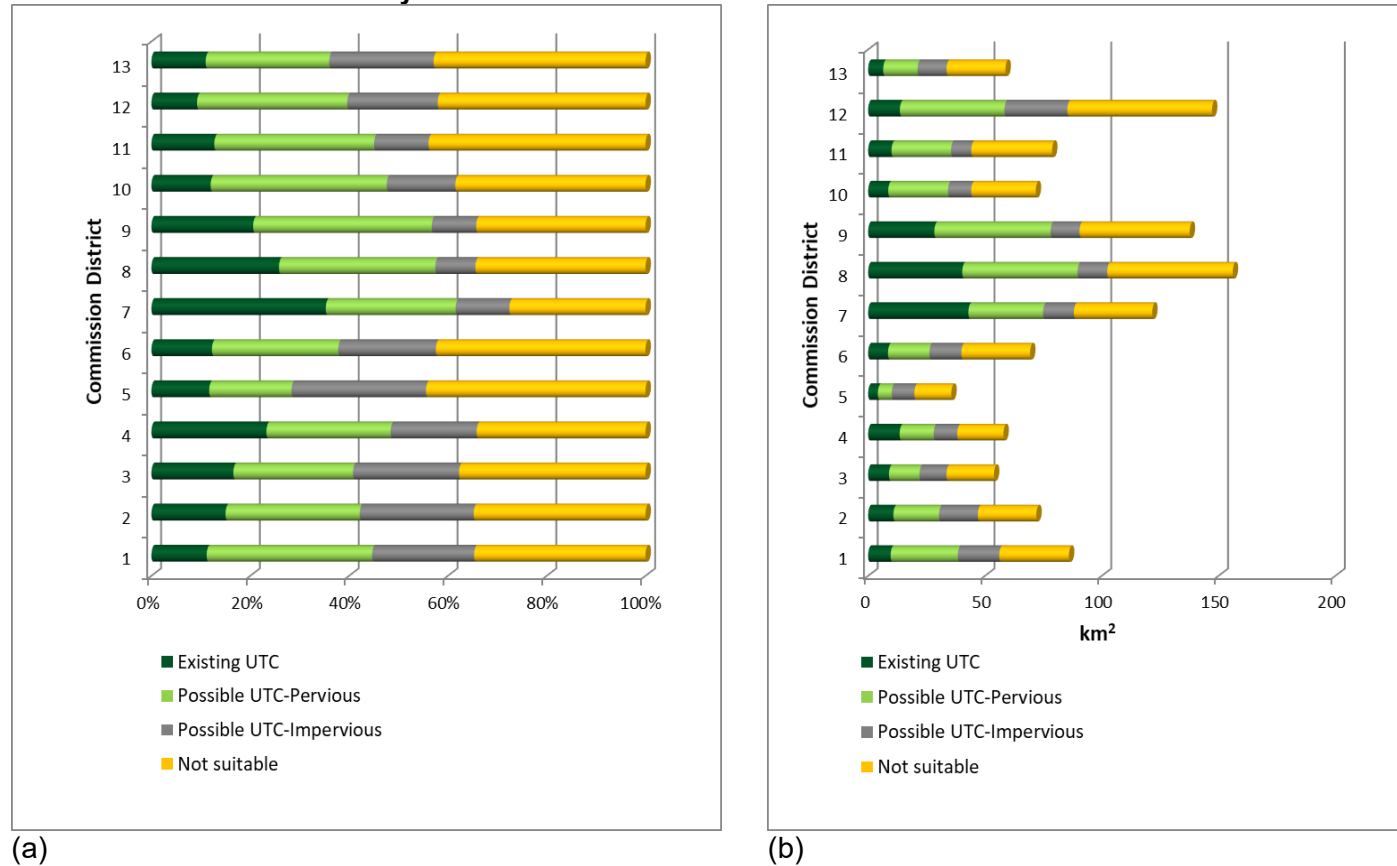 13
12
11
10
9
8
7
6
5
4
3
2
1
Commission District
0% 20% 40% 60% 80% 100%
Existing UTC
Possible UTC-Pervious
Possible UTC-Impervious
Not suitable
(a)
13
12
11
10
9
8
7
6
5
4
3
2
1
Commission District
0 50 100 150 200
km²
Existing UTC
Possible UTC-Pervious
Possible UTC-Impervious
Not suitable
(b)